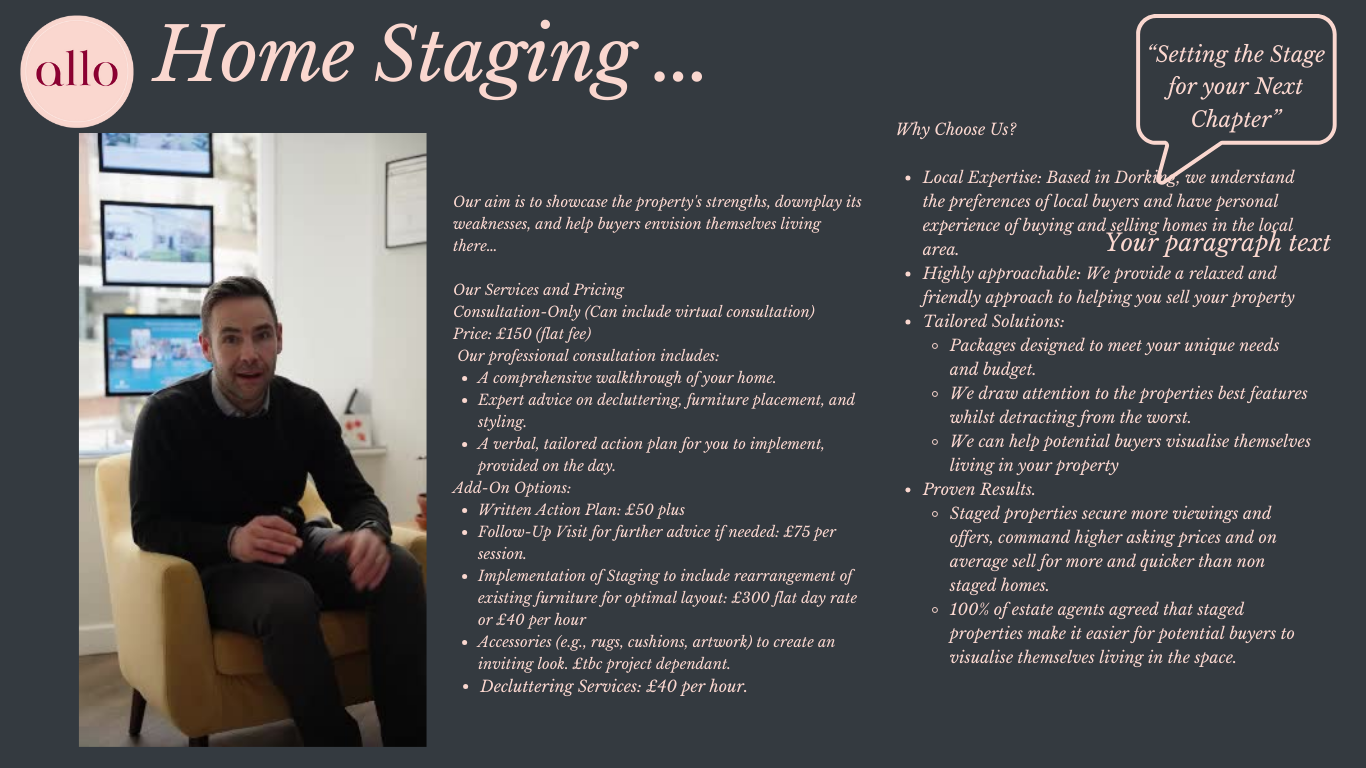 allo
Home Staging ...
“Setting the Stage
for your Next
Chapter”
Our aim is to showcase the property's strengths, downplay its
weaknesses, and help buyers envision themselves living
there...
Our Services and Pricing
Consultation-Only (Can include virtual consultation)
Price: £150 (flat fee)
Our professional consultation includes:
• A comprehensive walkthrough of your home.
• Expert advice on decluttering, furniture placement, and
styling.
• A verbal, tailored action plan for you to implement,
provided on the day.
Add-On Options:
• Written Action Plan: £50 plus
• Follow-Up Visit for further advice if needed: £75 per
session.
• Implementation of Staging to include rearrangement of
existing furniture for optimal layout: £300 flat day rate
or £40 per hour
• Accessories (e.g., rugs, cushions, artwork) to create an
inviting look. £tbc project dependant.
• Decluttering Services: £40 per hour.
Why Choose Us?
• Local Expertise: Based in Dorking, we understand
the preferences of local buyers and have personal
experience of buying and selling homes in the local
area.
Your paragraph text
• Highly approachable: We provide a relaxed and
friendly approach to helping you sell your property
• Tailored Solutions:
◦ Packages designed to meet your unique needs
and budget.
◦ We draw attention to the properties best features
whilst detracting from the worst.
◦ We can help potential buyers visualise themselves
living in your property
• Proven Results.
◦ Staged properties secure more viewings and
offers, command higher asking prices and on
average sell for more and quicker than non
staged homes.
◦ 100% of estate agents agreed that staged
properties make it easier for potential buyers to
visualise themselves living in the space.